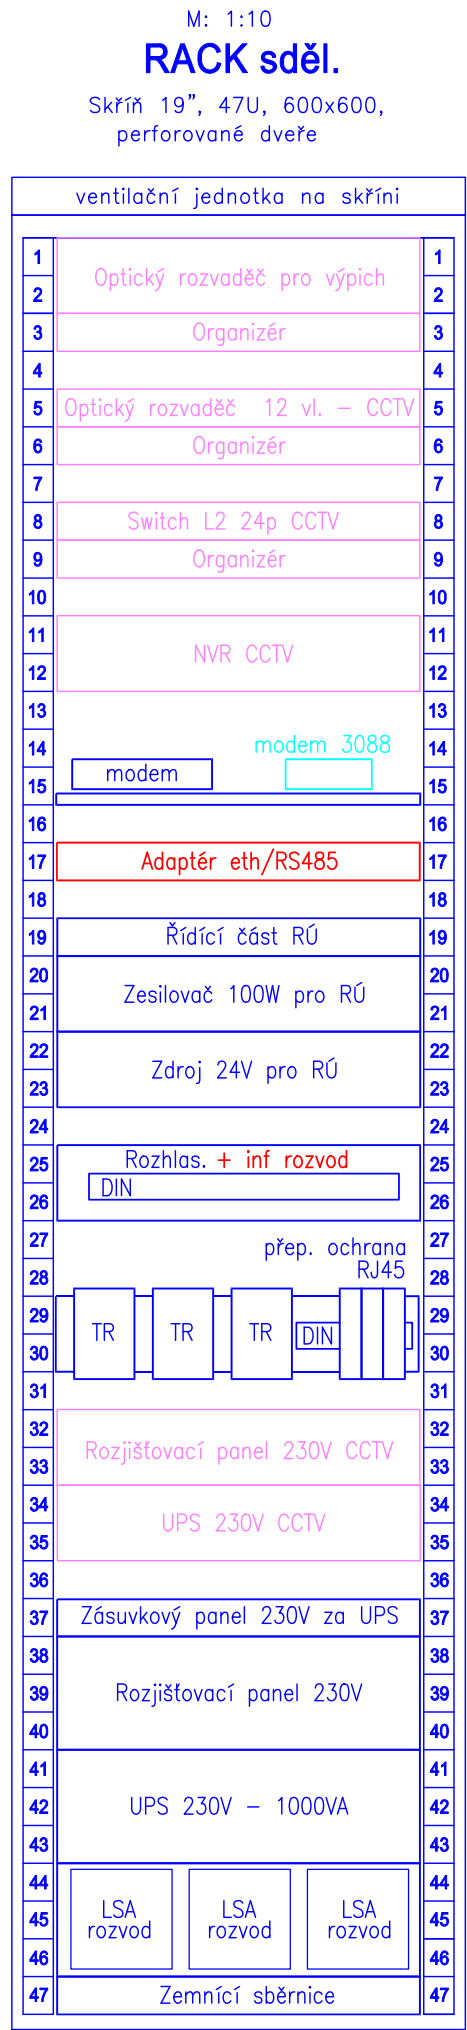 M: 1:10
RACK sděl.
Skříň 19", 47U, 600x600,
perforované dveře
ventilační jednotka na skříni
1 1
Optický rozvaděč pro výpich
2 2
3 Organizér 3
4 4
5 Optický rozvaděč 12 vl. – CCTV 5
6 Organizér 6
7 7
8 Switch L2 24p CCTV 8
9 Organizér 9
10 10
11 11
NVR CCTV
12 12
13 13
14 modem 3088 14
15 modem 15
16 16
17 Adaptér eth/RS485 17
18 18
19 Řídící část RÚ 19
20 20
Zesilovač 100W pro RÚ
21 21
22 22
Zdroj 24V pro RÚ
23 23
24 24
25 Rozhlas. + inf rozvod 25
DIN
26 26
27 přep. ochrana 27
28 RJ45 28
29 29
TR TR TR DIN
30 30
31 31
32 32
Rozjišťovací panel 230V CCTV
33 33
34 34
UPS 230V CCTV
35 35
36 36
37 Zásuvkový panel 230V za UPS 37
38 38
39 Rozjišťovací panel 230V 39
40 40
41 41
42 UPS 230V – 1000VA 42
43 43
44 44
LSA LSA LSA
45 rozvod rozvod rozvod 45
46 46
47 Zemnící sběrnice 47